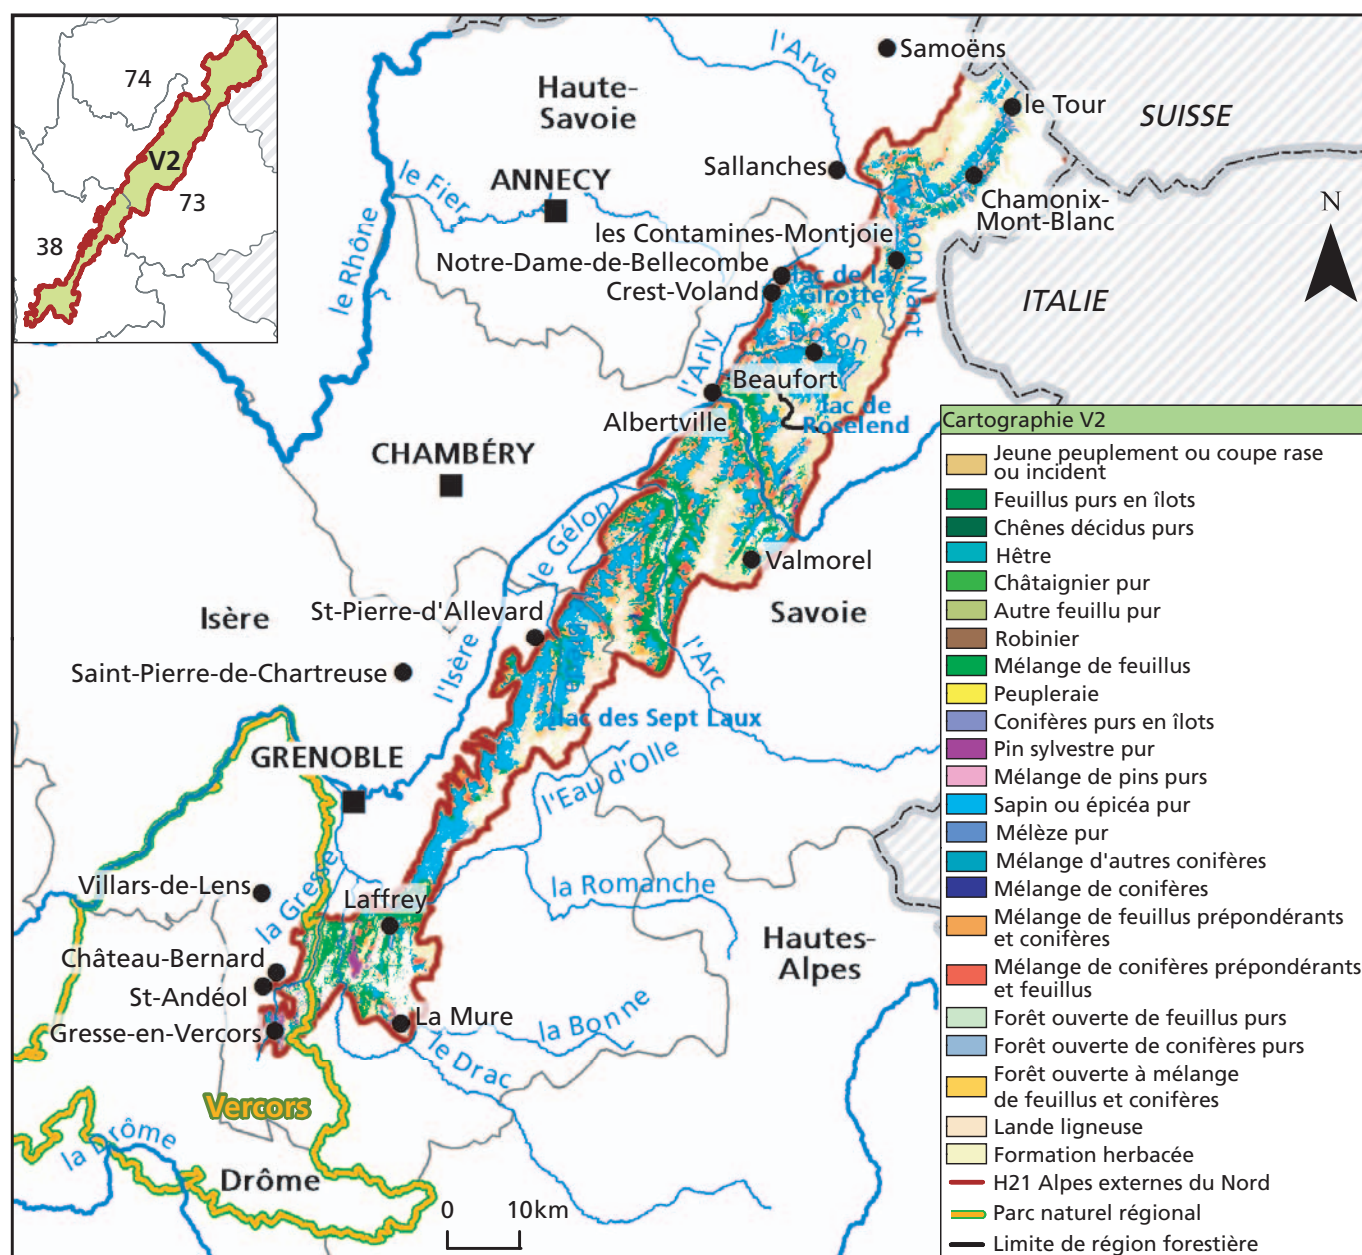 74
V2
73
38
l'Arve
Samoëns
Haute-
Savoie
le Tour
SUISSE
Sallanches
le Fier
ANNECY
Chamonix-
Mont-Blanc
N
le Rhône
les Contamines-Montjoie
bon Nant
Notre-Dame-de-Bellecombe
lac de la
Girotte
Crest-Voland
ITALIE
le Doron
l'Arly
Beaufort
Albertville
lac de
Roselend
CHAMBÉRY
le Gélon
Valmorel
Isère
St-Pierre-d'Allevard
Savoie
l'Isère
l'Arc
Saint-Pierre-de-Chartreuse
lac des Sept Laux
GRENOBLE
l'Eau d'Olle
Villars-de-Lens
la Gresse
la Romanche
Laffrey
Hautes-
Alpes
Château-Bernard
St-Andéol
Gresse-en-Vercors
La Mure
la Bonne
le Drac
Vercors
la Drôme
Drôme
0 10km
Cartographie V2
Jeune peuplement ou coupe rase
ou incident
Feuillus purs en îlots
Chênes décidus purs
Hêtre
Châtaignier pur
Autre feuillu pur
Robinier
Mélange de feuillus
Peupleraie
Conifères purs en îlots
Pin sylvestre pur
Mélange de pins purs
Sapin ou épicéa pur
Mélèze pur
Mélange d'autres conifères
Mélange de conifères
Mélange de feuillus prépondérants
et conifères
Mélange de conifères prépondérants
et feuillus
Forêt ouverte de feuillus purs
Forêt ouverte de conifères purs
Forêt ouverte à mélange
de feuillus et conifères
Lande ligneuse
Formation herbacée
H21 Alpes externes du Nord
Parc naturel régional
Limite de région forestière